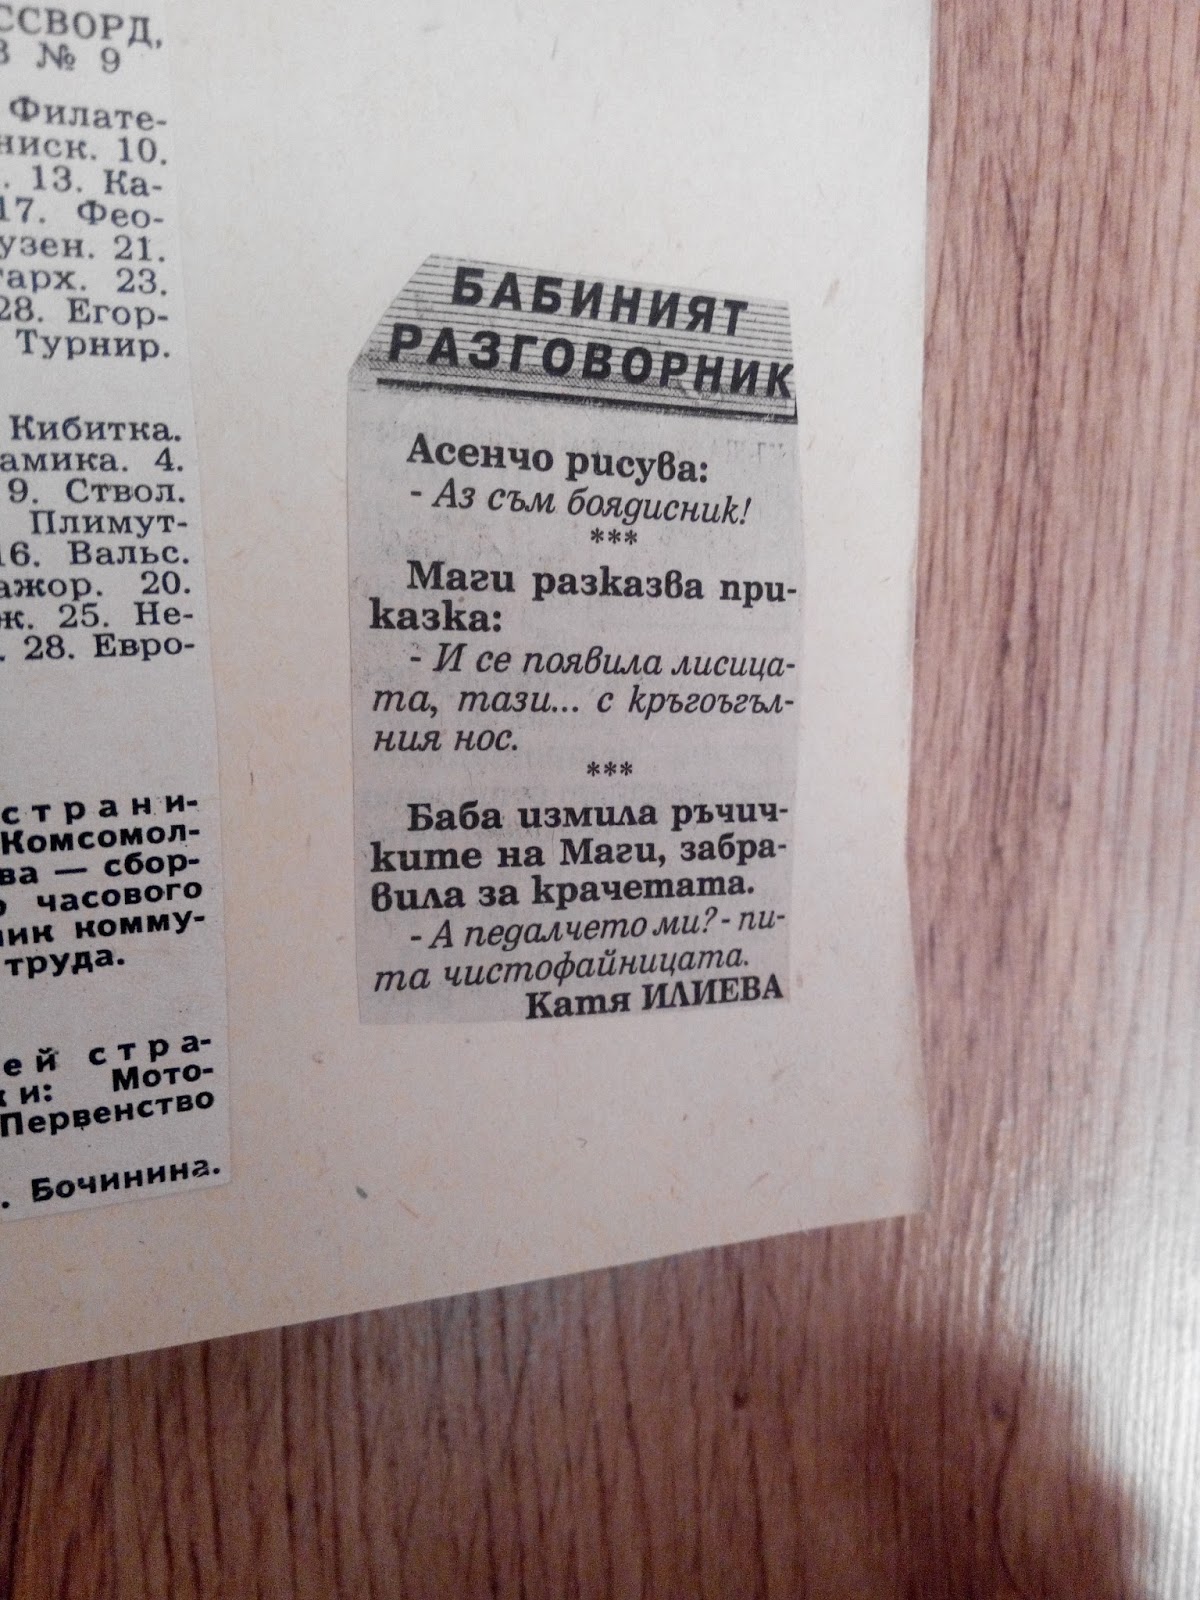 ССВОРД,
В № 9
Филате-
ниск. 10.
. 13. Ка-
17. Фео-
узен. 21.
арх. 23.
28. Егор-
Турнир.
Кибитка.
амика. 4.
9. Ствол.
Плимут-
16. Вальс.
ажор. 20.
ж. 25. Не-
. 28. Евро-
страни-
Комсомол-
ва — сбор-
о часового
ник комму-
труда.
ей стра-
ки: Мото-
Первенство
. Бочинина.
БАБИНИЯТ
РАЗГОВОРНИК
Асенчо рисува:
- Аз съм боядисник!
***
Маги разказва при-
казка:
- И се появила лисица-
та, тази... с кръгоъгъл-
ния нос.
***
Баба измила ръчич-
ките на Маги, забра-
вила за крачетата.
- А педалчето ми? - пи-
та чистофайницата.
Катя ИЛИЕВА